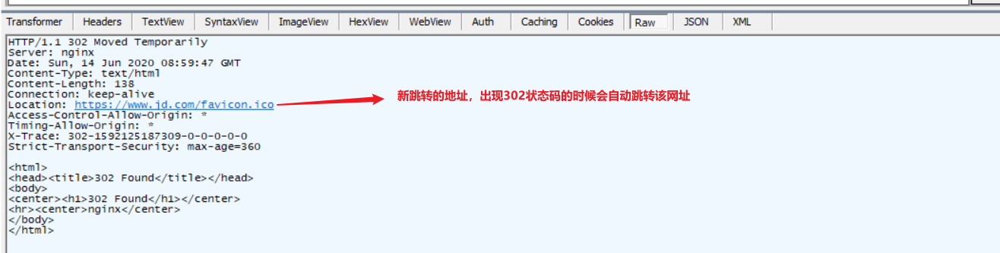 Transformer Headers TextView SyntaxView ImageView HexView WebView Auth Caching Cookies Raw JSON XML
HTTP/1.1 302 Moved Temporarily
Server: nginx
Date: Sun, 14 Jun 2020 08:59:47 GMT
Content-Type: text/html
Content-Length: 138
Connection: keep-alive
Location: https://www.jd.com/favicon.ico
新跳转的地址，出现302状态码的时候会自动跳转该网址
Access-Control-Allow-Origin: *
Timing-Allow-Origin: *
X-Trace: 302-1592125187309-0-0-0-0-0
Strict-Transport-Security: max-age=360

<html>
<head><title>302 Found</title></head>
<body>
<center><h1>302 Found</h1></center>
<hr><center>nginx</center>
</body>
</html>